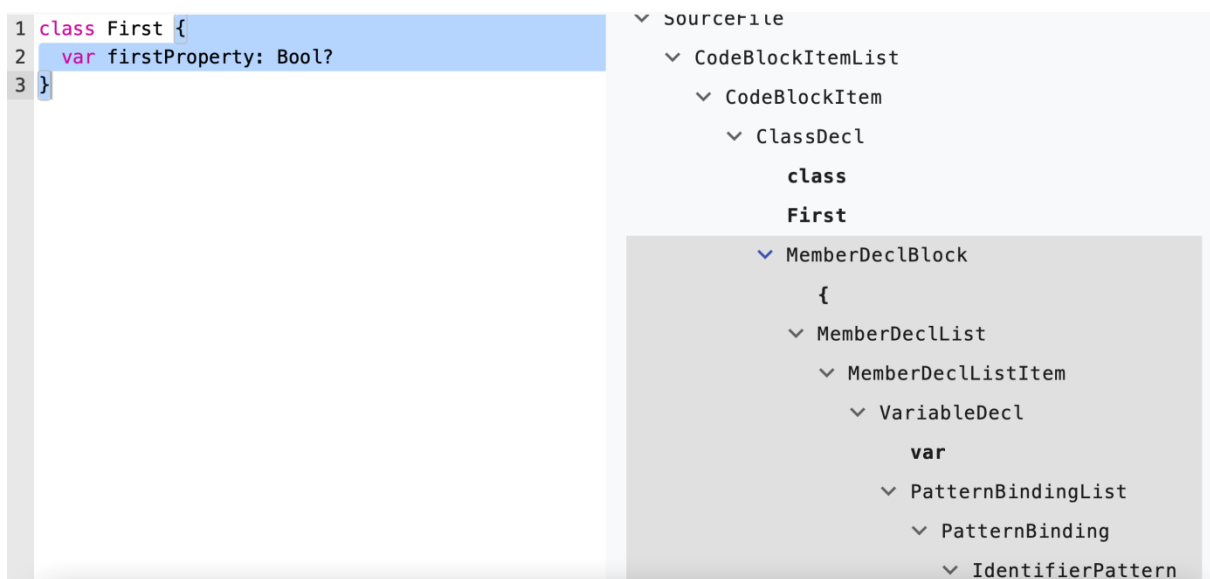 1 class First {
2 var firstProperty: Bool?
3 }
SourceFile
CodeBlockItemList
CodeBlockItem
ClassDecl
class
First
MemberDeclBlock
{
MemberDeclList
MemberDeclListItem
VariableDecl
var
PatternBindingList
PatternBinding
IdentifierPattern